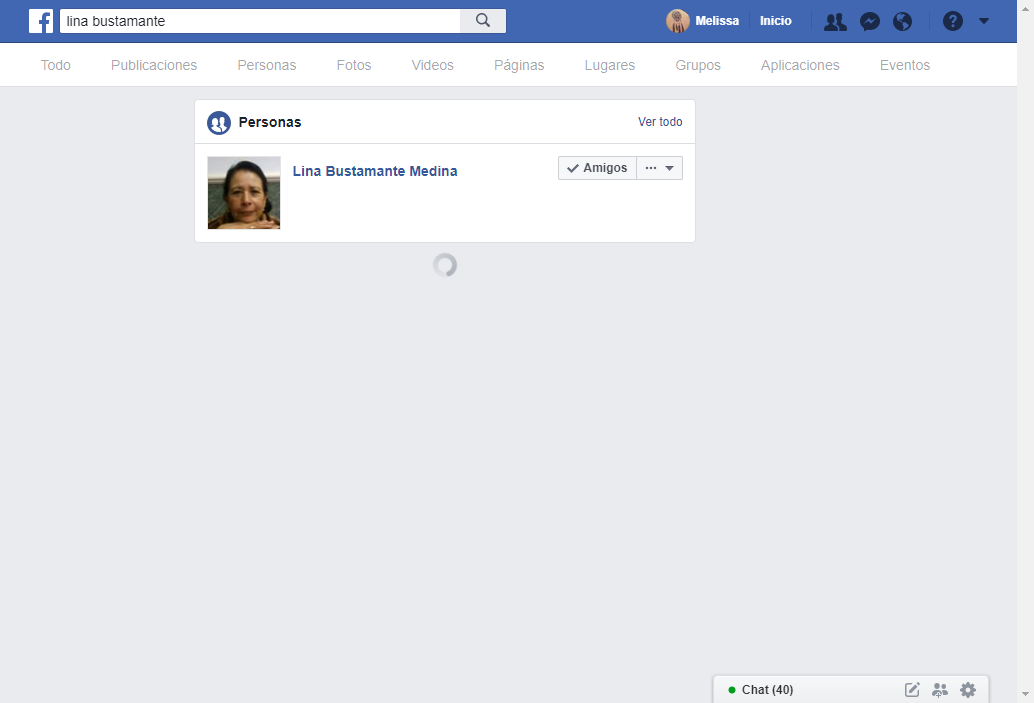 lina bustamante
Melissa Inicio
Todo Publicaciones Personas Fotos Videos Páginas Lugares Grupos Aplicaciones Eventos
Personas Ver todo
Lina Bustamante Medina Amigos
Chat (40)